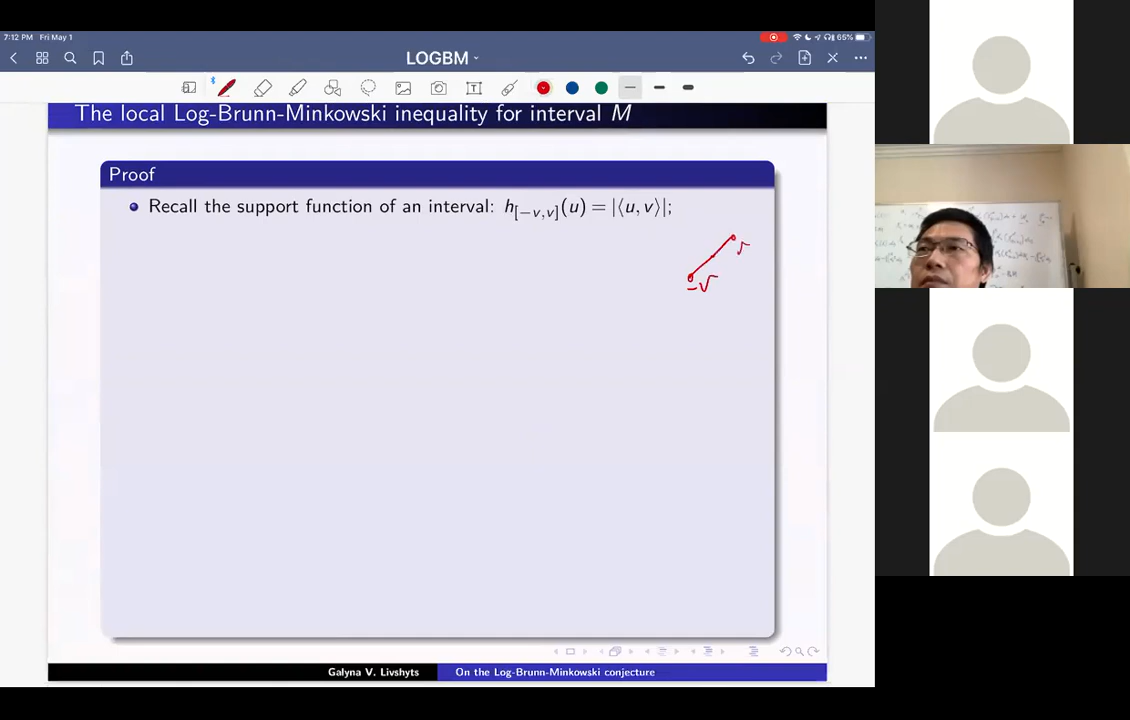 7:12 PM Fri May 1
65%
LOGBM
The local Log-Brunn-Minkowski inequality for interval M
Proof
Recall the support function of an interval: h_{[−v,v]}(u) = |⟨u, v⟩|;
v
-v
Galyna V. Livshyts
On the Log-Brunn-Minkowski conjecture